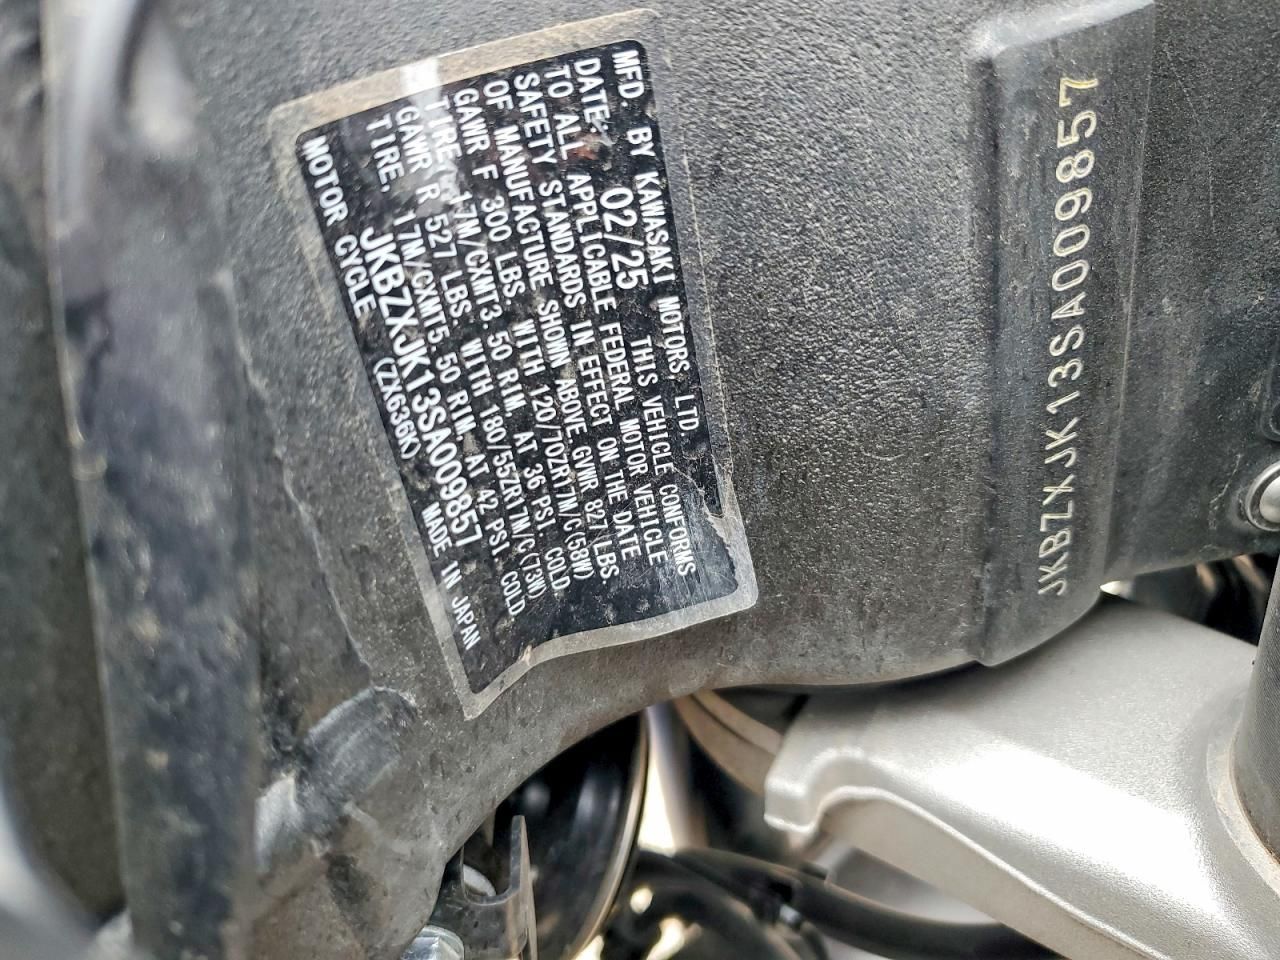 MFD. BY KAWASAKI MOTORS LTD.
DATE: 02/25 THIS VEHICLE CONFORMS
TO ALL APPLICABLE FEDERAL MOTOR VEHICLE
SAFETY STANDARDS IN EFFECT ON THE DATE
OF MANUFACTURE SHOWN ABOVE. GVWR 827 LBS.
GAWR F 300 LBS. WITH 120/70ZR17M/C(58W)
TIRE, 17M/CXMT3.50 RIM, AT 36 PSI. COLD.
GAWR R 527 LBS. WITH 180/55ZR17M/C(73W)
TIRE, 17M/CXMT5.50 RIM, AT 42 PSI. COLD.
JKBZXJK13SA009857
MOTOR CYCLE (ZX636K) MADE IN JAPAN
JKBZXJK13SA009857